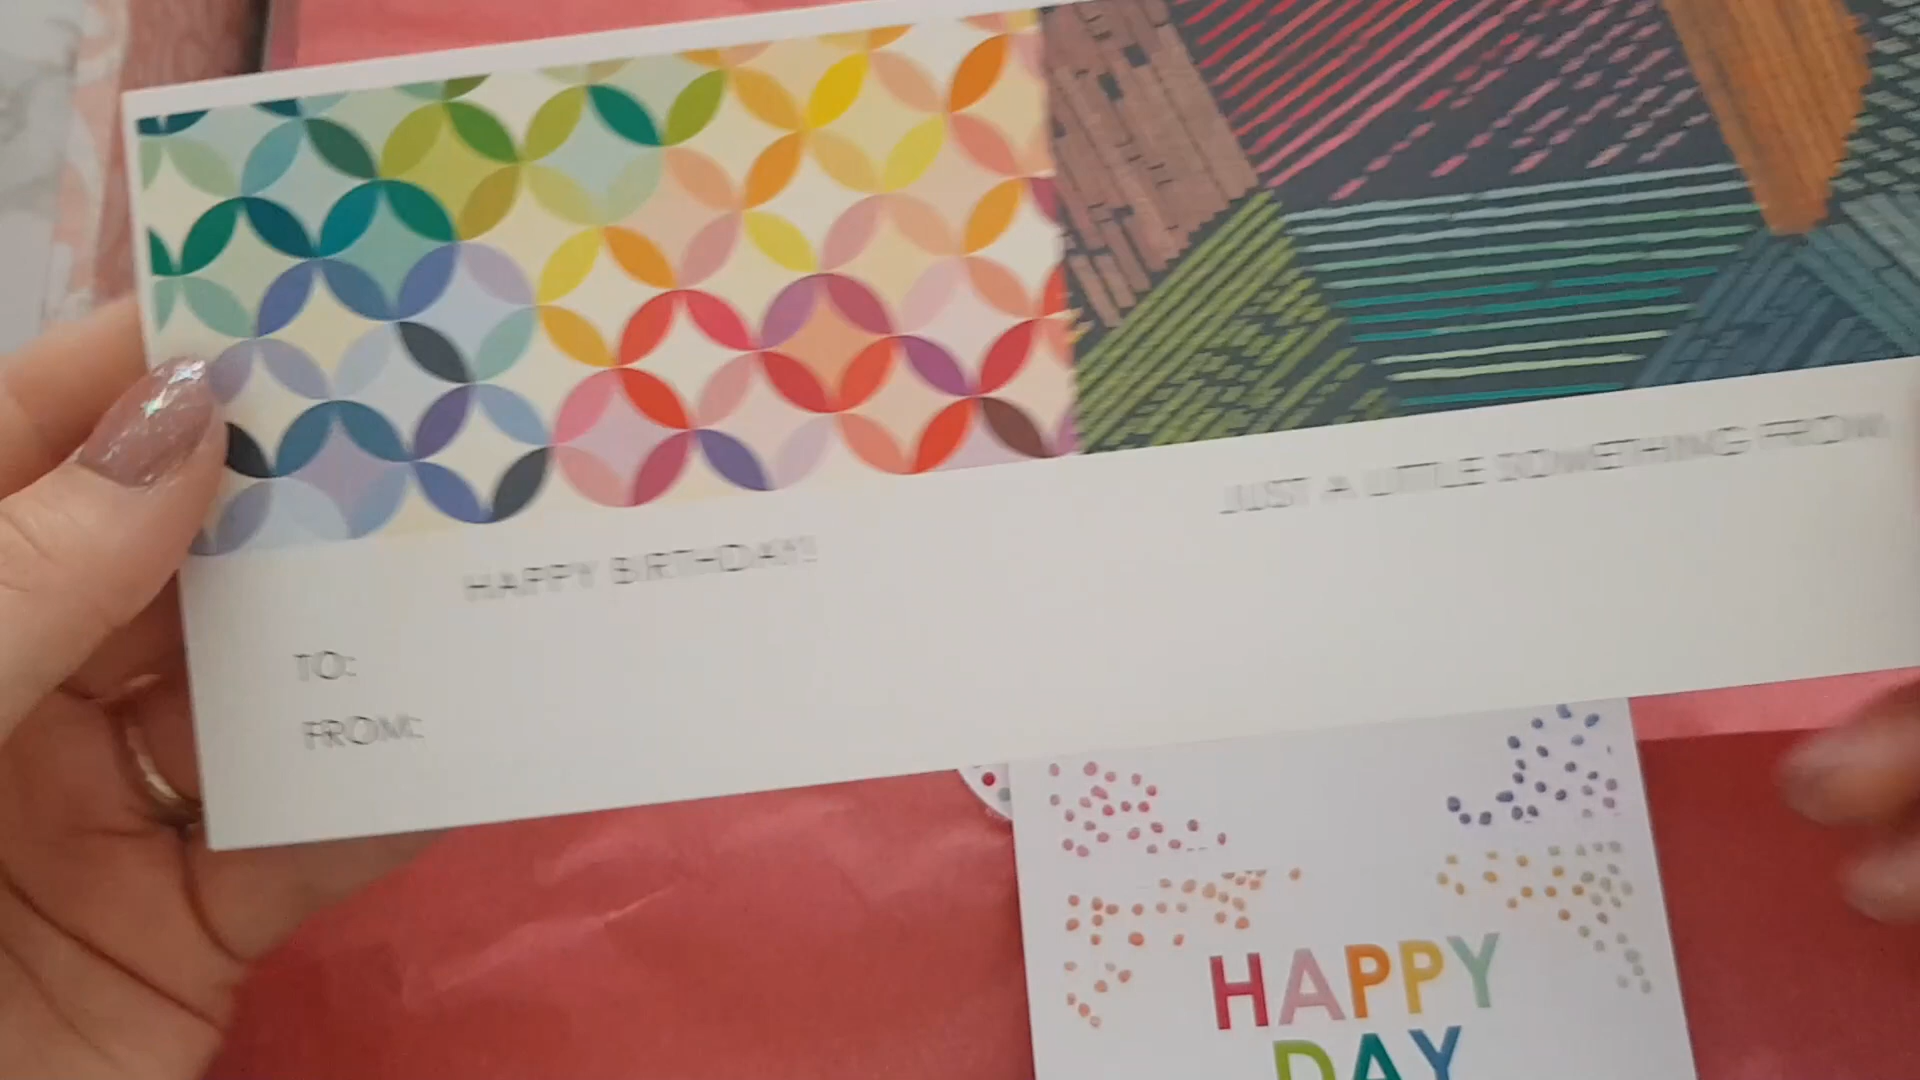 HAPPY BIRTHDAY!
TO:
FROM:
JUST A LITTLE SOMETHING FROM:
HAPPY
DAY